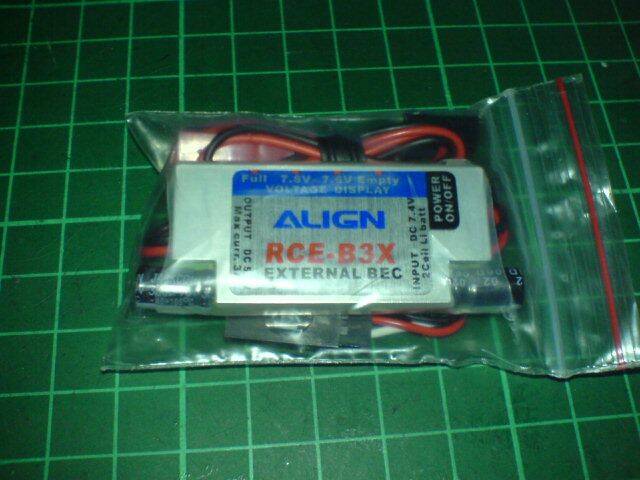 Full 7.8V~7.5V Empty
VOLTAGE DISPLAY
ALIGN
RCE-B3X
EXTERNAL BEC
OUTPUT DC 5
Max curr. 3
INPUT DC 7.4V
2Cell Li batt
POWER
ON/OFF